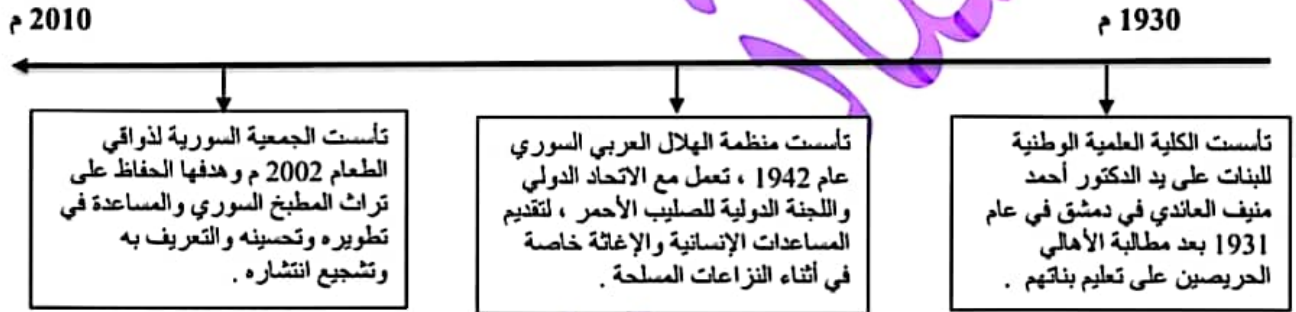 1930 م
2010 م
تأسست الكلية العلمية الوطنية
للبنات على يد الدكتور أحمد
منيف العائدي في دمشق في عام
1931 بعد مطالبة الأهالي
الحريصين على تعليم بناتهم .
تأسست منظمة الهلال العربي السوري
عام 1942 ، تعمل مع الاتحاد الدولي
واللجنة الدولية للصليب الأحمر ، لتقديم
المساعدات الإنسانية والإغاثة خاصة
في أثناء النزاعات المسلحة .
تأسست الجمعية السورية لذواقي
الطعام 2002 م وهدفها الحفاظ على
تراث المطبخ السوري والمساعدة في
تطويره وتحسينه والتعريف به
وتشجيع انتشاره .